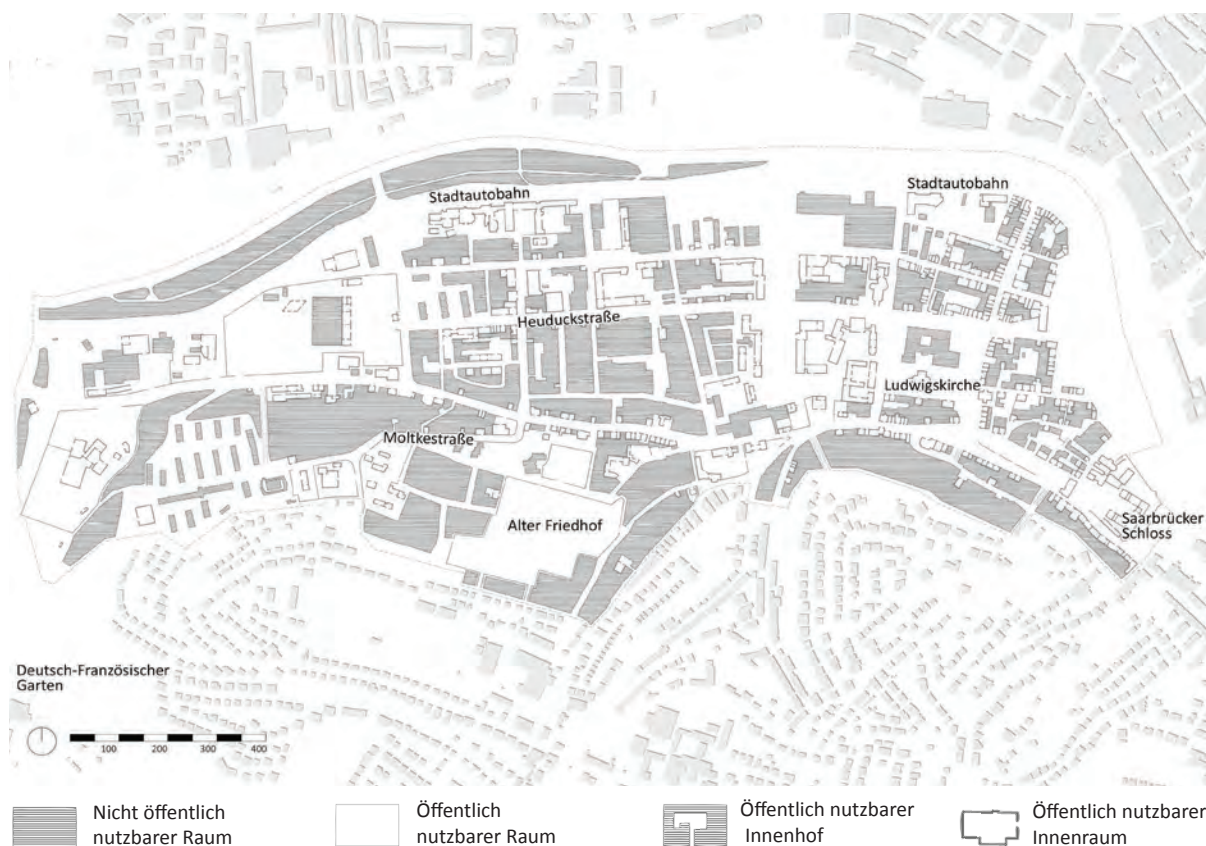 Stadtautobahn
Stadtautobahn
Heuduckstraße
Ludwigskirche
Moltkestraße
Alter Friedhof
Saarbrücker
Schloss
Deutsch-Französischer
Garten
100 200 300 400
Nicht öffentlich
nutzbarer Raum
Öffentlich
nutzbarer Raum
Öffentlich nutzbarer
Innenhof
Öffentlich nutzbarer
Innenraum